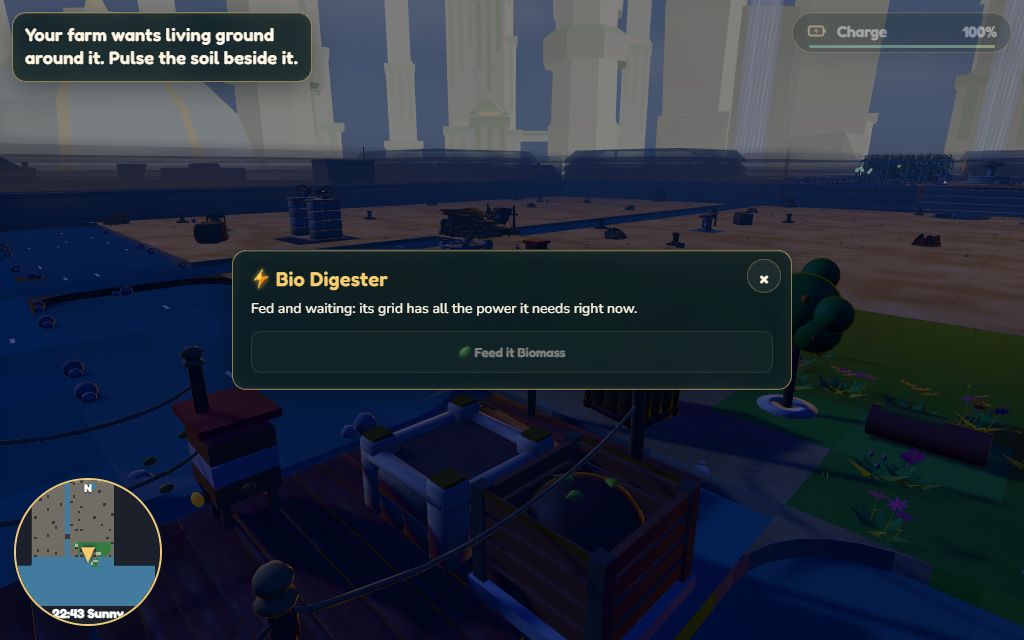 Your farm wants living ground
around it. Pulse the soil beside it.
Charge 100%
Bio Digester
Fed and waiting: its grid has all the power it needs right now.
Feed it Biomass
N
22:43 Sunny